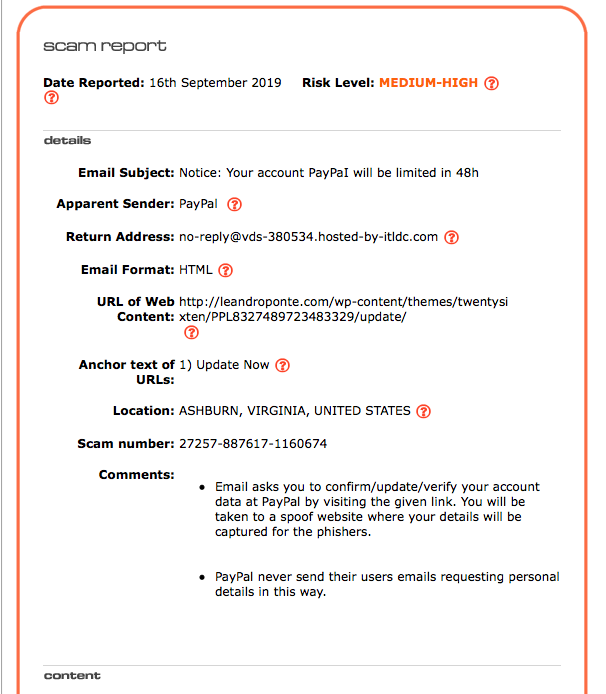 scam report
Date Reported: 16th September 2019 Risk Level: MEDIUM-HIGH ?
?
details
Email Subject: Notice: Your account PayPaI will be limited in 48h
Apparent Sender: PayPal ?
Return Address: no-reply@vds-380534.hosted-by-itldc.com ?
Email Format: HTML ?
URL of Web http://leandroponte.com/wp-content/themes/twentysi
Content: xten/PPL8327489723483329/update/
?
Anchor text of 1) Update Now ?
URLs:
Location: ASHBURN, VIRGINIA, UNITED STATES ?
Scam number: 27257-887617-1160674
Comments:
• Email asks you to confirm/update/verify your account
data at PayPal by visiting the given link. You will be
taken to a spoof website where your details will be
captured for the phishers.
• PayPal never send their users emails requesting personal
details in this way.
content